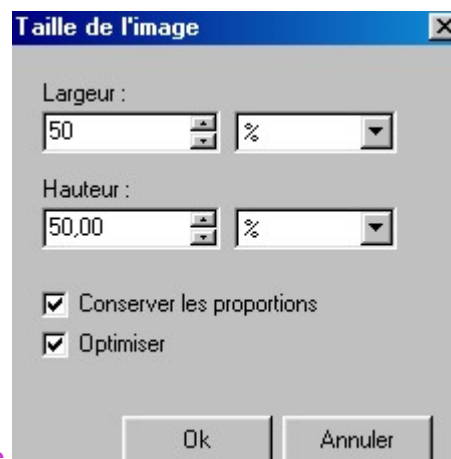 Taille de l'image
Largeur :
50 %
Hauteur :
50,00 %
Conserver les proportions
Optimiser
Ok Annuler